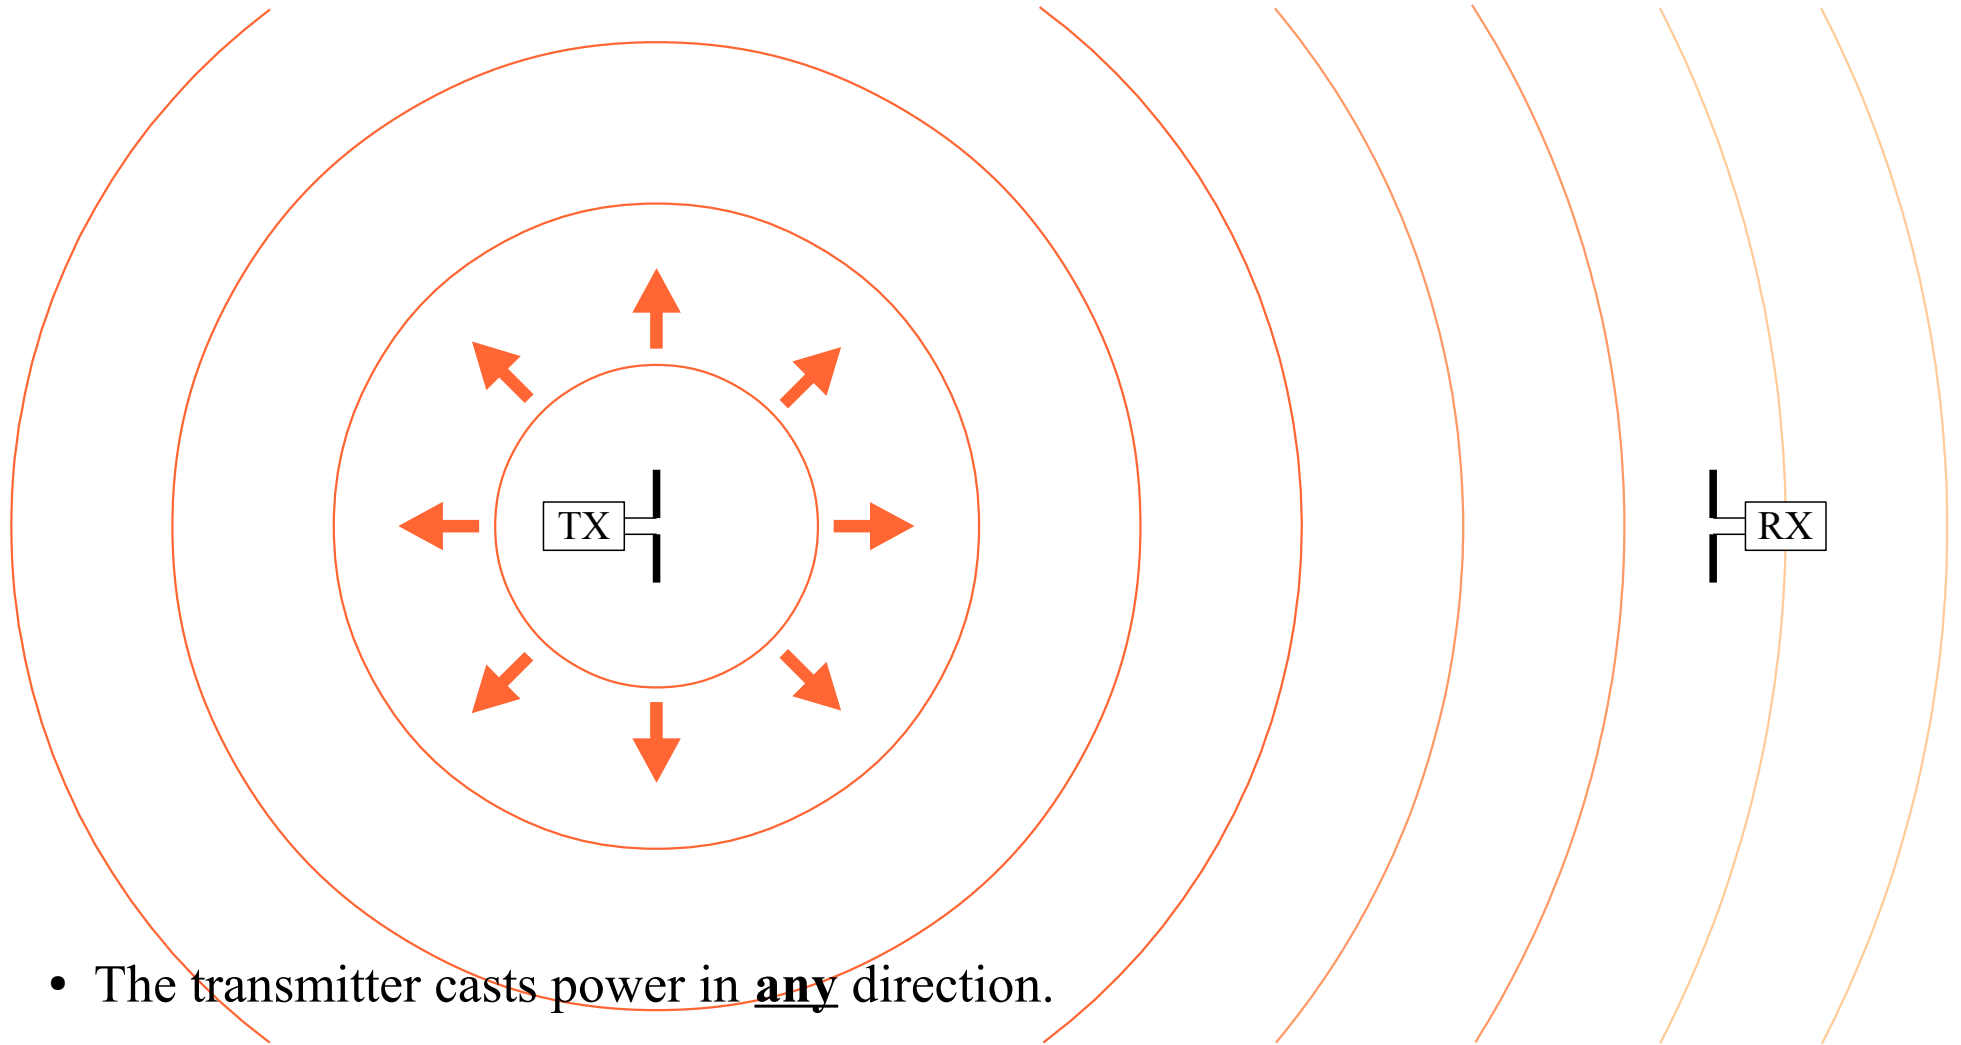 TX
RX
• The transmitter casts power in any direction.